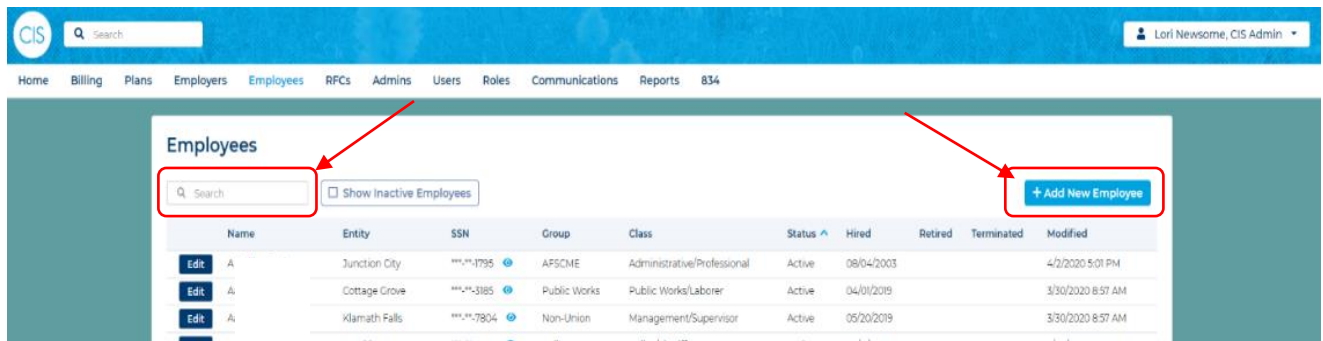 CIS Search Lori Newsome, CIS Admin
Home Billing Plans Employers Employees RFCs Admins Users Roles Communications Reports 834
Employees
Search Show Inactive Employees + Add New Employee
Name Entity SSN Group Class Status Hired Retired Terminated Modified
Edit A Junction City ***-**-1795 AFSCME Administrative/Professional Active 08/04/2003 4/2/2020 5:01 PM
Edit A Cottage Grove ***-**-3185 Public Works Public Works/Laborer Active 04/01/2019 3/30/2020 8:57 AM
Edit A Klamath Falls ***-**-7804 Non-Union Management/Supervisor Active 05/20/2019 3/30/2020 8:57 AM